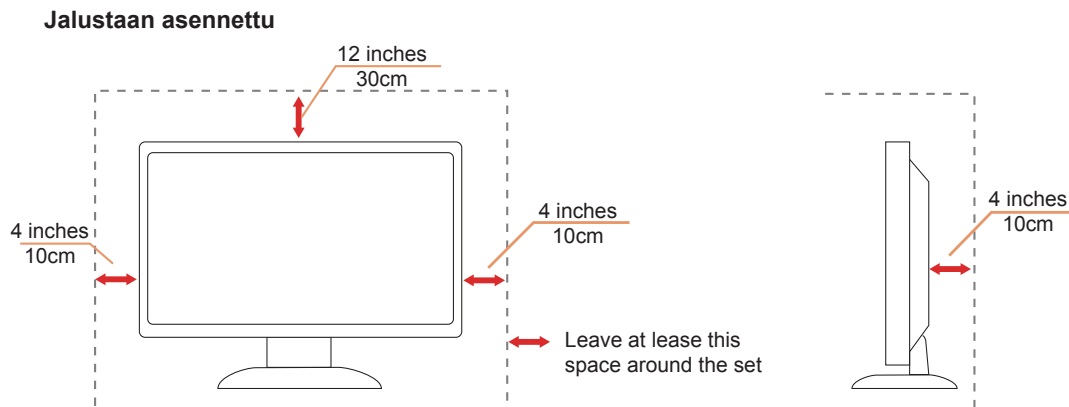 Jalustaan asennettu
12 inches
30cm
4 inches
10cm
4 inches
10cm
4 inches
10cm
Leave at lease this
space around the set